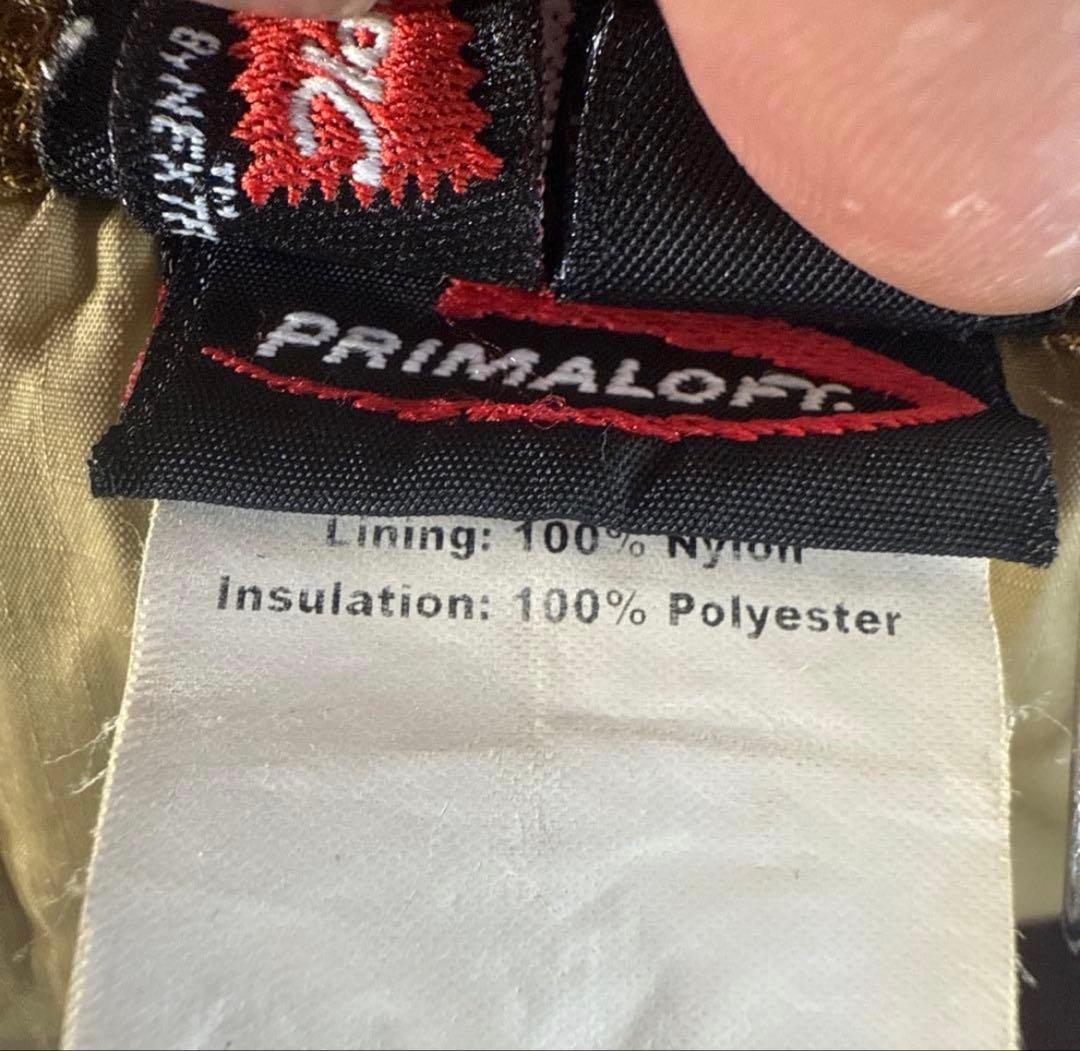 PRIMALOFT.
Lining: 100% Nylon
Insulation: 100% Polyester